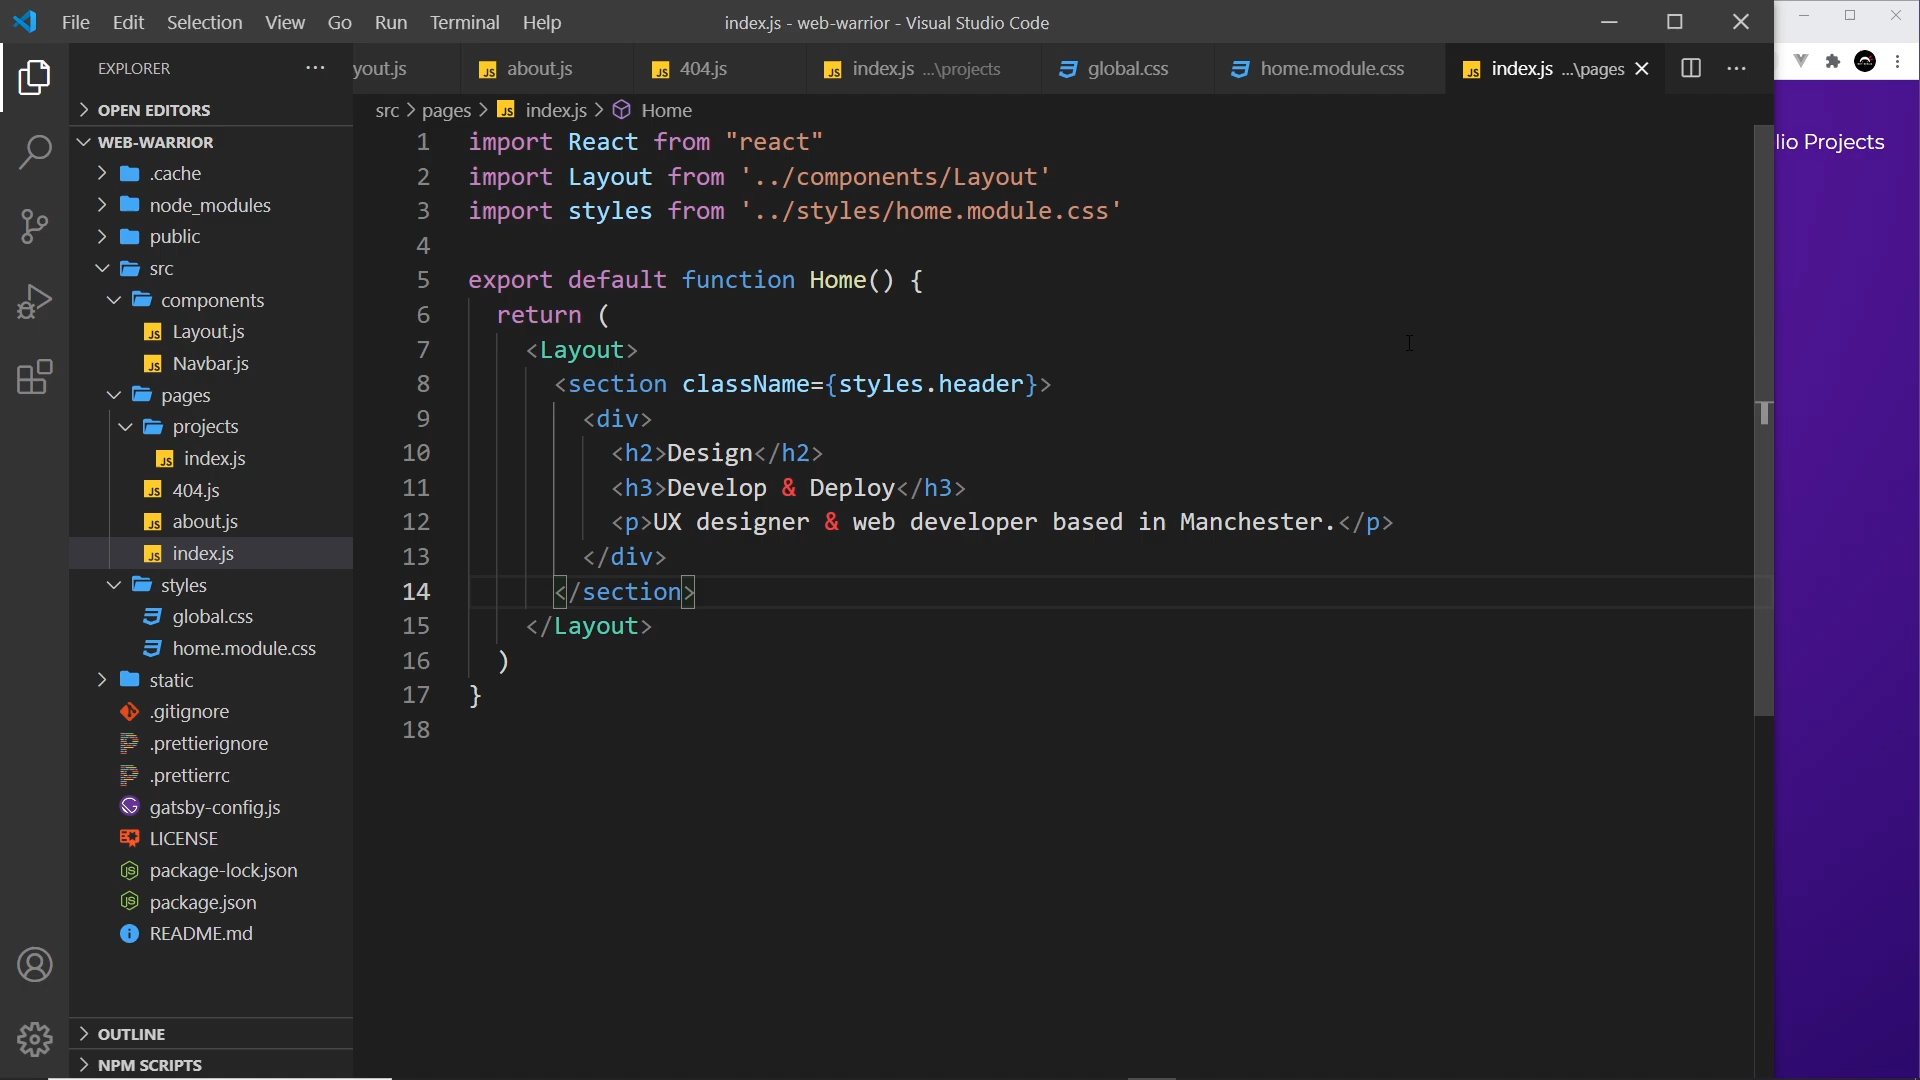 File Edit Selection View Go Run Terminal Help
index.js - web-warrior - Visual Studio Code
EXPLORER
OPEN EDITORS
WEB-WARRIOR
.cache
node_modules
public
src
components
Layout.js
Navbar.js
pages
projects
index.js
404.js
about.js
index.js
styles
global.css
home.module.css
static
.gitignore
.prettierignore
.prettierrc
gatsby-config.js
LICENSE
package-lock.json
package.json
README.md
OUTLINE
NPM SCRIPTS
yout.js
about.js
404.js
index.js ...\projects
global.css
home.module.css
index.js ...\pages
src > pages > index.js > Home
1 import React from "react"
2 import Layout from '../components/Layout'
3 import styles from '../styles/home.module.css'
4
5 export default function Home() {
6 return (
7 <Layout>
8 <section className={styles.header}>
9 <div>
10 <h2>Design</h2>
11 <h3>Develop & Deploy</h3>
12 <p>UX designer & web developer based in Manchester.</p>
13 </div>
14 </section>
15 </Layout>
16 )
17 }
18
lio Projects